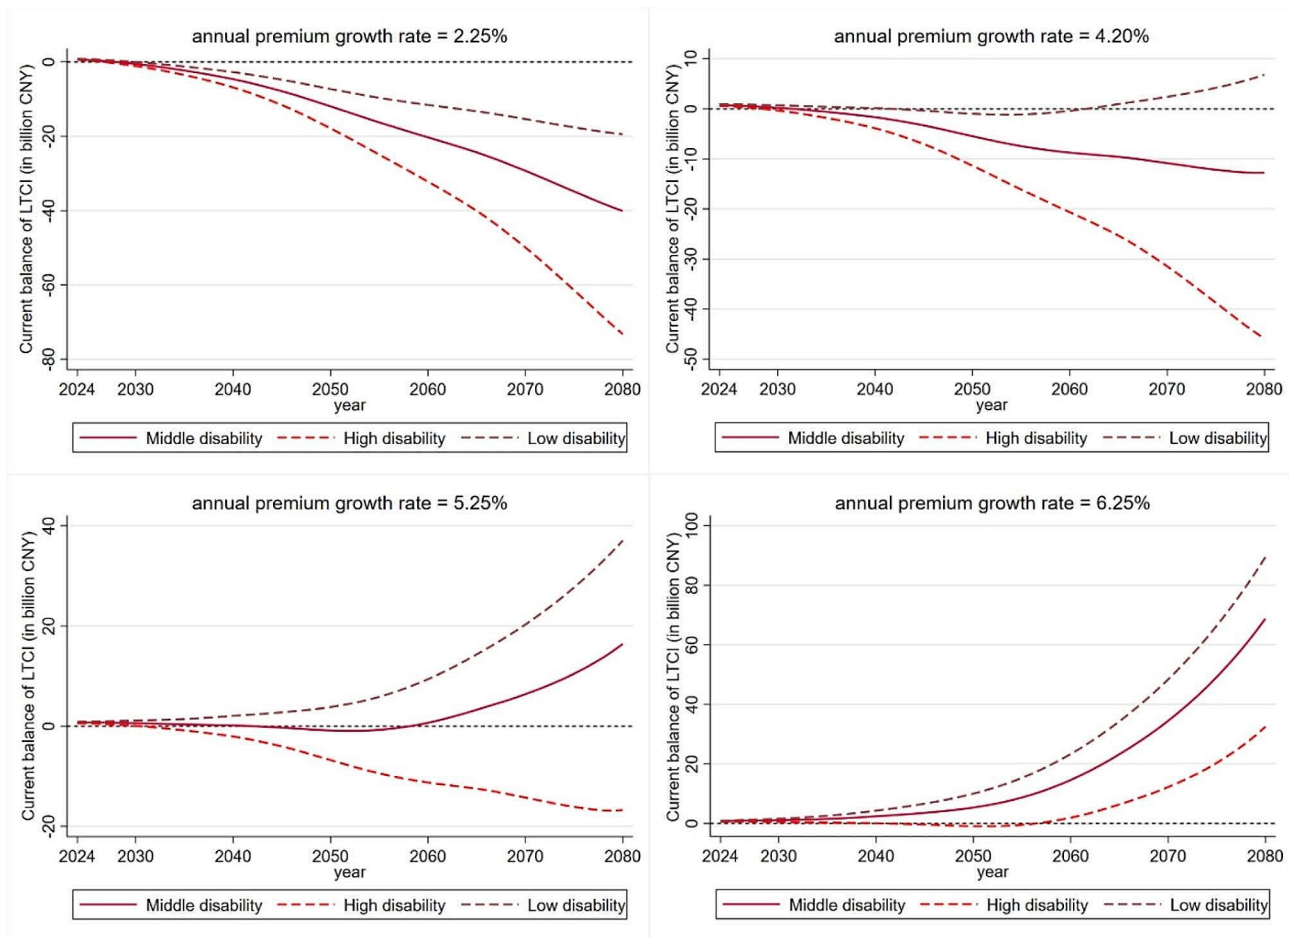 annual premium growth rate = 2.25%
Current balance of LTCI (in billion CNY)
0
-20
-40
-60
-80
2024 2030 2040 2050 2060 2070 2080
year
Middle disability High disability Low disability
annual premium growth rate = 4.20%
Current balance of LTCI (in billion CNY)
10
0
-10
-20
-30
-40
-50
2024 2030 2040 2050 2060 2070 2080
year
Middle disability High disability Low disability
annual premium growth rate = 5.25%
Current balance of LTCI (in billion CNY)
40
20
0
-20
2024 2030 2040 2050 2060 2070 2080
year
Middle disability High disability Low disability
annual premium growth rate = 6.25%
Current balance of LTCI (in billion CNY)
100
80
60
40
20
0
2024 2030 2040 2050 2060 2070 2080
year
Middle disability High disability Low disability